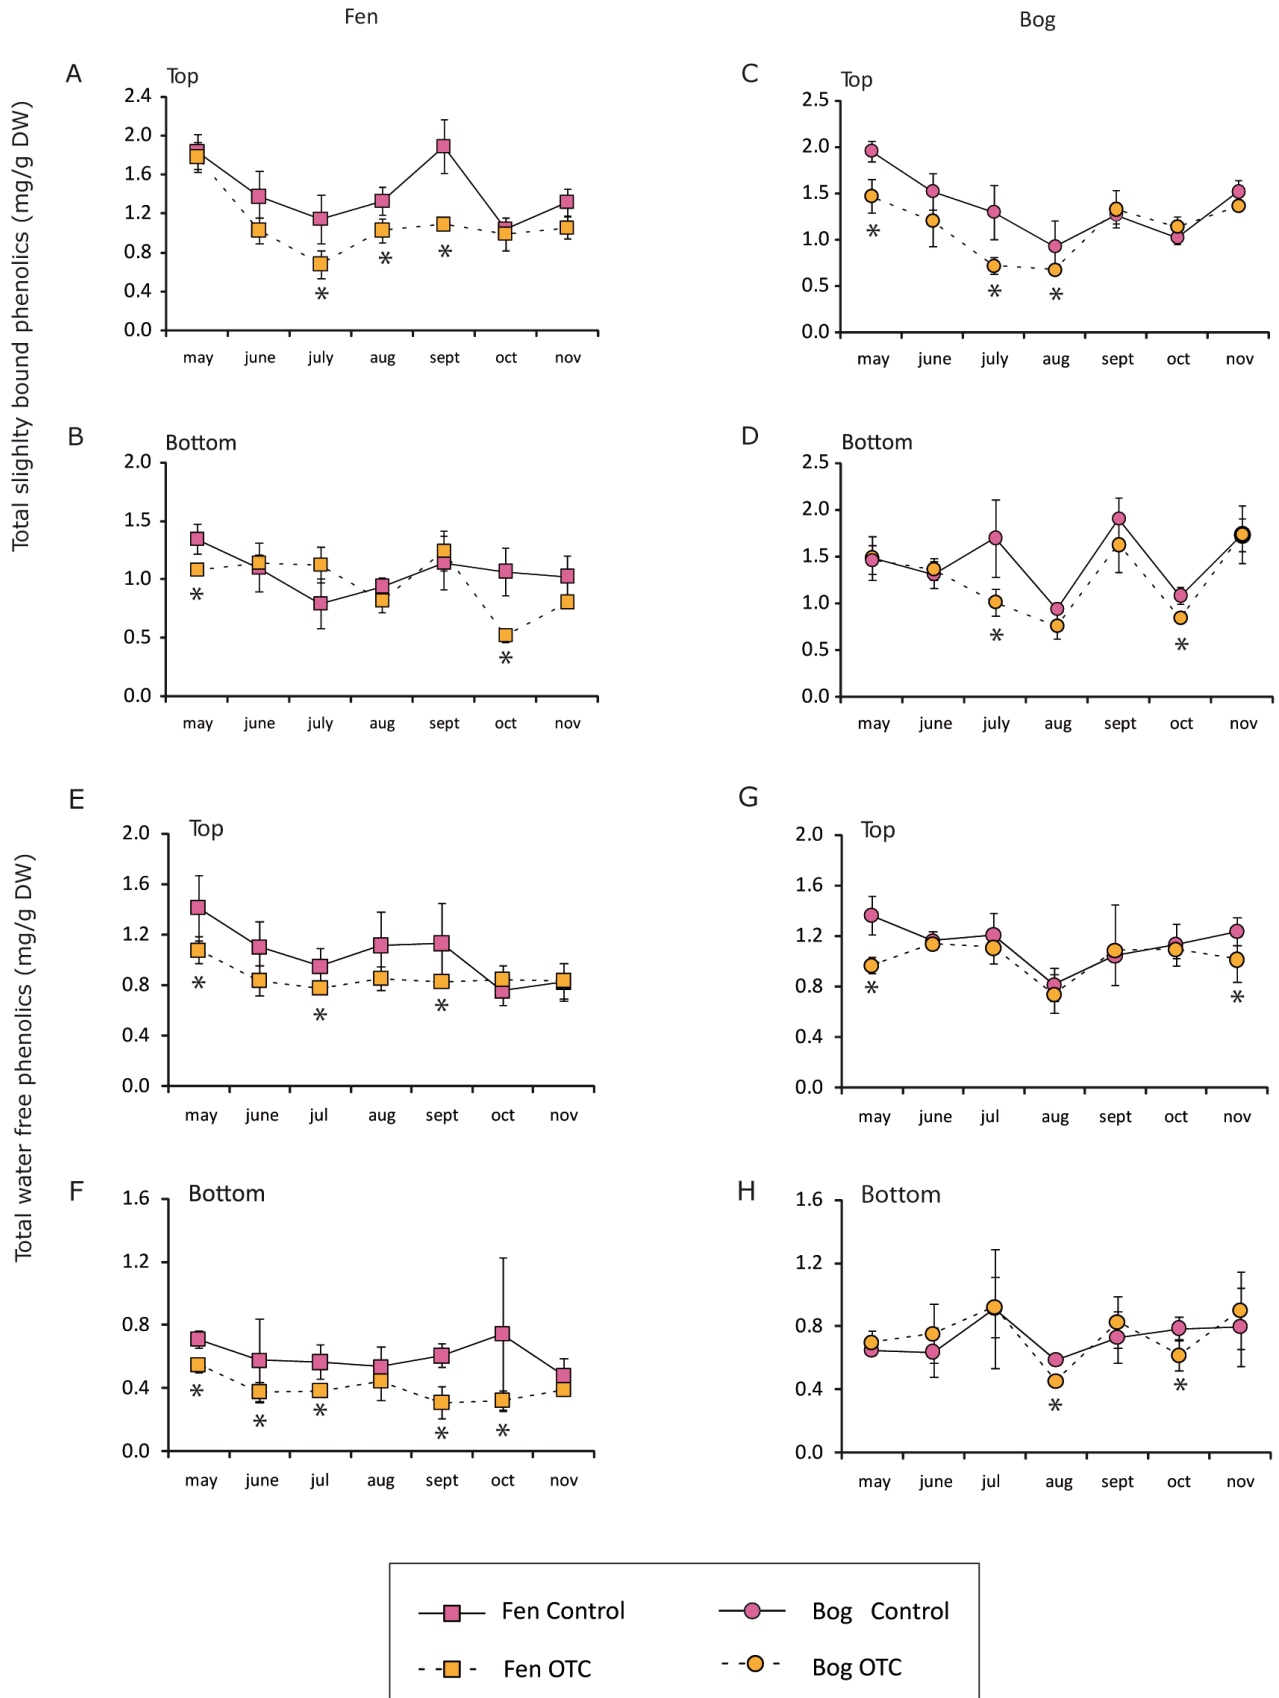 Fen
Bog
Total slighlty bound phenolics (mg/g DW)
A
Top
2.4
2.0
1.6
1.2
0.8
0.4
0.0
*
*
*
may june july aug sept oct nov
C
Top
2.5
2.0
1.5
1.0
0.5
0.0
*
*
*
may june july aug sept oct nov
B
Bottom
2.0
1.5
1.0
0.5
0.0
*
*
may june july aug sept oct nov
D
Bottom
2.5
2.0
1.5
1.0
0.5
0.0
*
*
may june july aug sept oct nov
Total water free phenolics (mg/g DW)
E
Top
2.0
1.6
1.2
0.8
0.4
0.0
*
*
*
may june jul aug sept oct nov
G
Top
2.0
1.6
1.2
0.8
0.4
0.0
*
*
may june jul aug sept oct nov
F
Bottom
1.6
1.2
0.8
0.4
0.0
*
*
*
*
*
may june jul aug sept oct nov
H
Bottom
1.6
1.2
0.8
0.4
0.0
*
*
may june jul aug sept oct nov
Fen Control
Bog Control
Fen OTC
Bog OTC